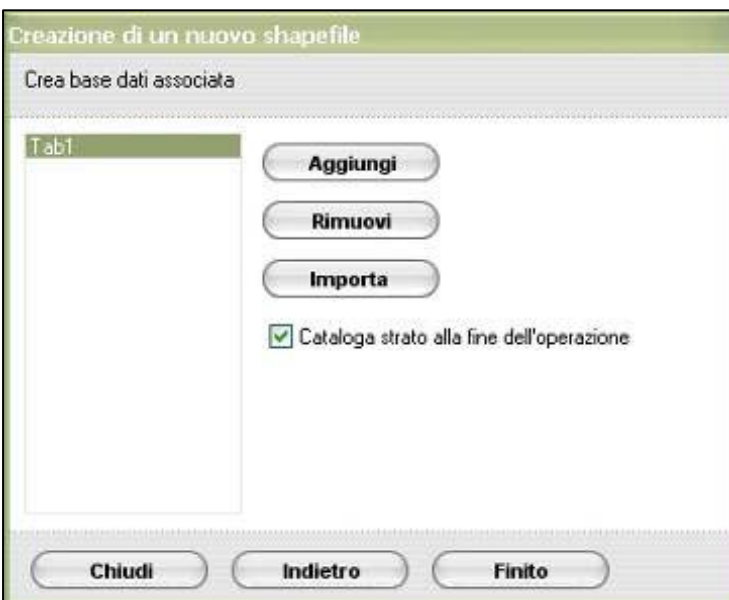 Creazione di un nuovo shapefile
Crea base dati associata
Tab1
Aggiungi
Rimuovi
Importa
Cataloga strato alla fine dell'operazione
Chiudi
Indietro
Finito